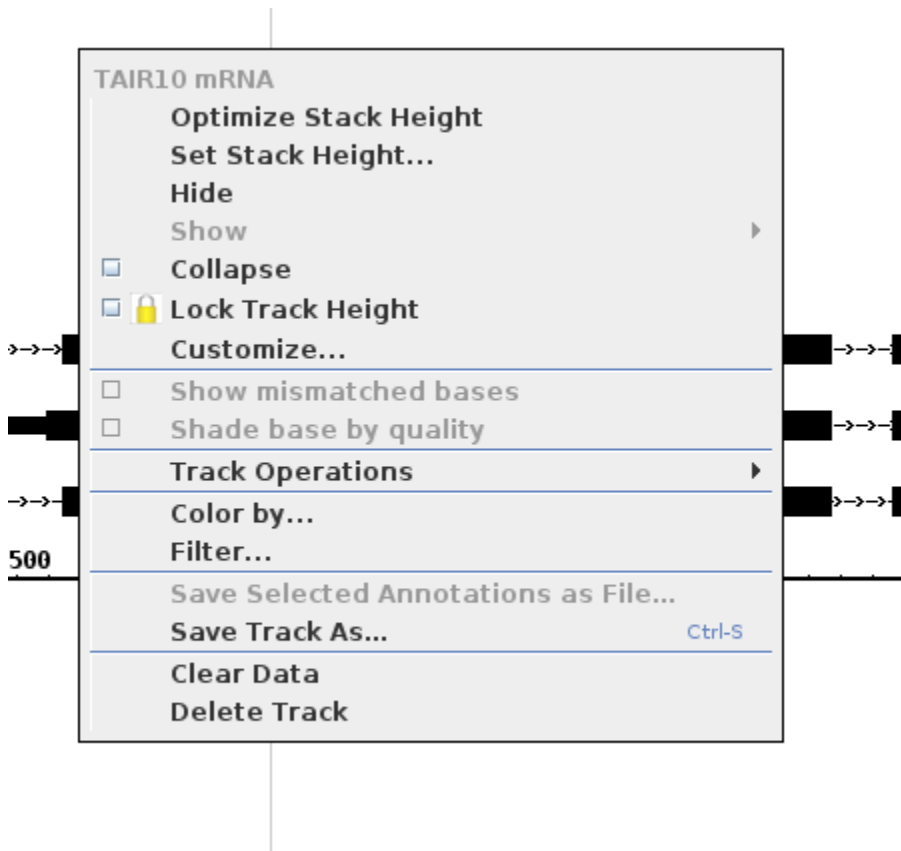 TAIR10 mRNA
Optimize Stack Height
Set Stack Height...
Hide
Show
Collapse
Lock Track Height
Customize...
Show mismatched bases
Shade base by quality
Track Operations
Color by...
Filter...
500
Save Selected Annotations as File...
Save Track As... Ctrl-S
Clear Data
Delete Track